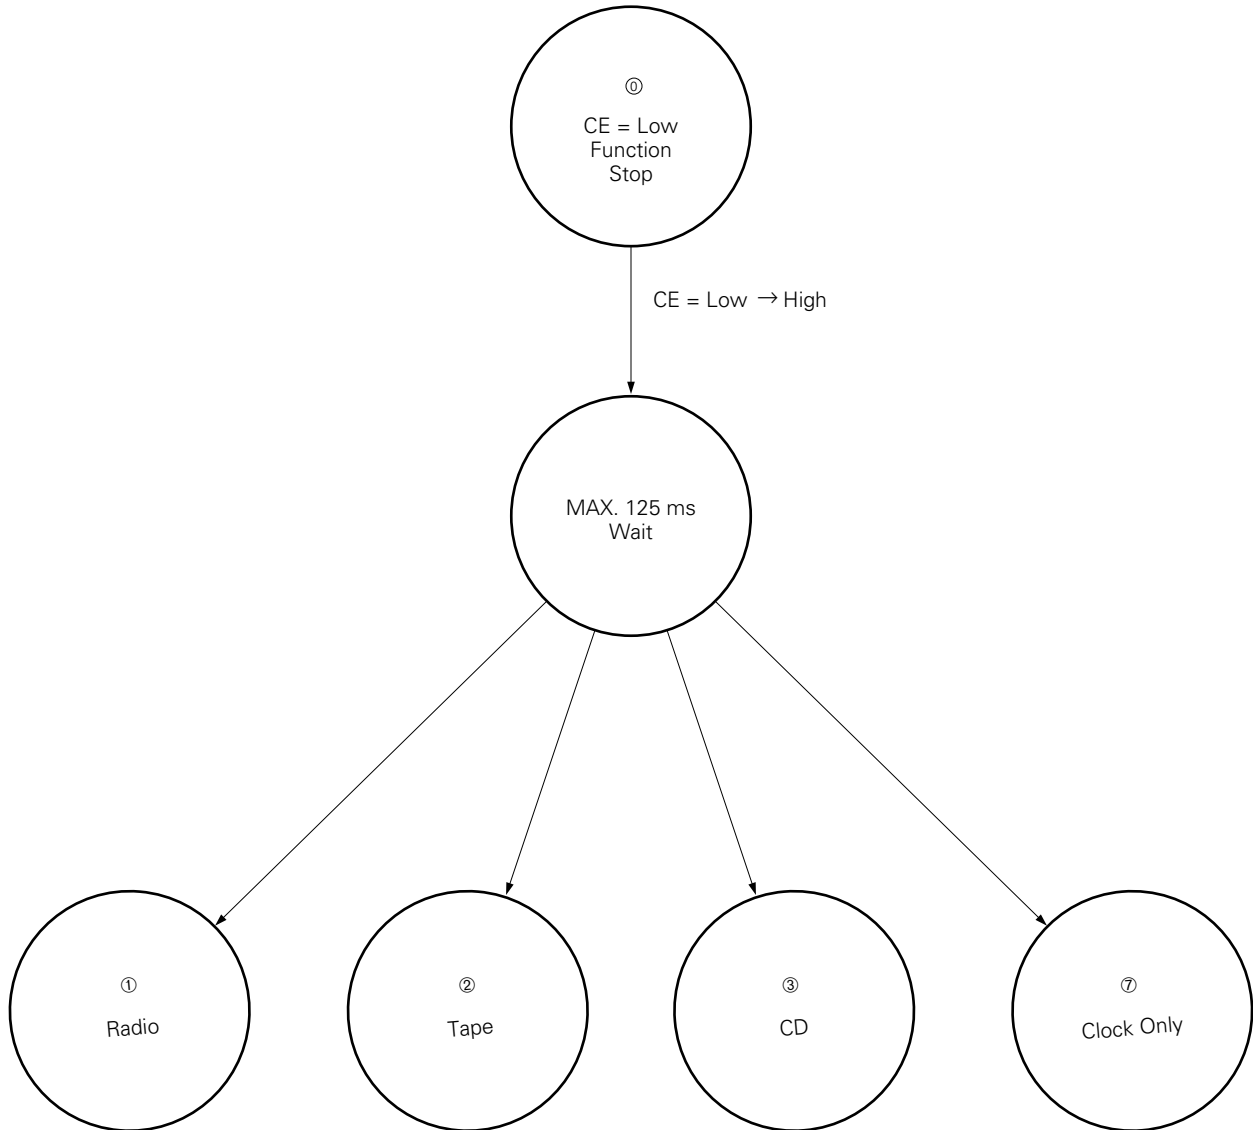 ⓪
CE = Low
Function
Stop
CE = Low → High
MAX. 125 ms
Wait
①
Radio
②
Tape
③
CD
⑦
Clock Only